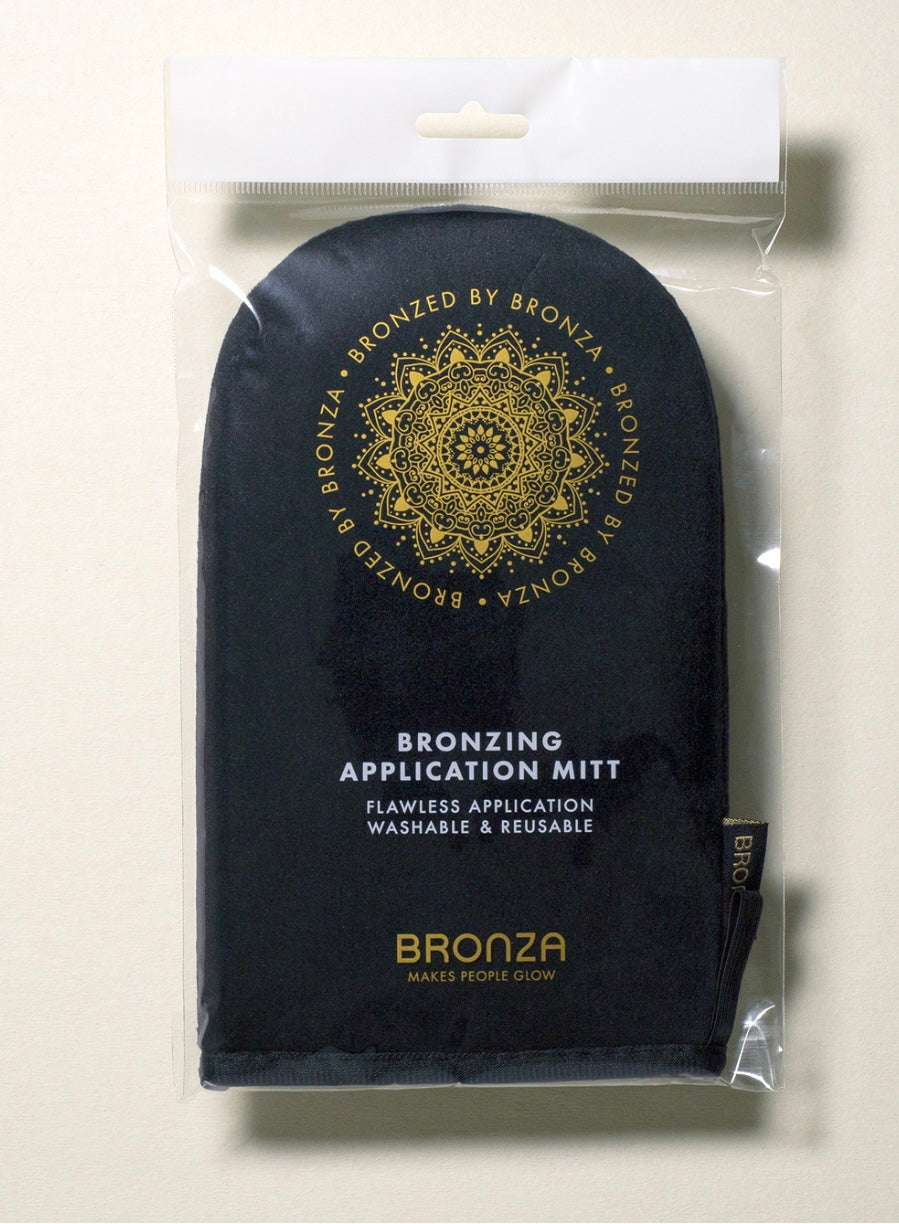 BRONZED BY BRONZA • BRONZED BY BRONZA • BRONZED BY BRONZA •
BRONZING
APPLICATION MITT
FLAWLESS APPLICATION
WASHABLE & REUSABLE
BRONZA
MAKES PEOPLE GLOW